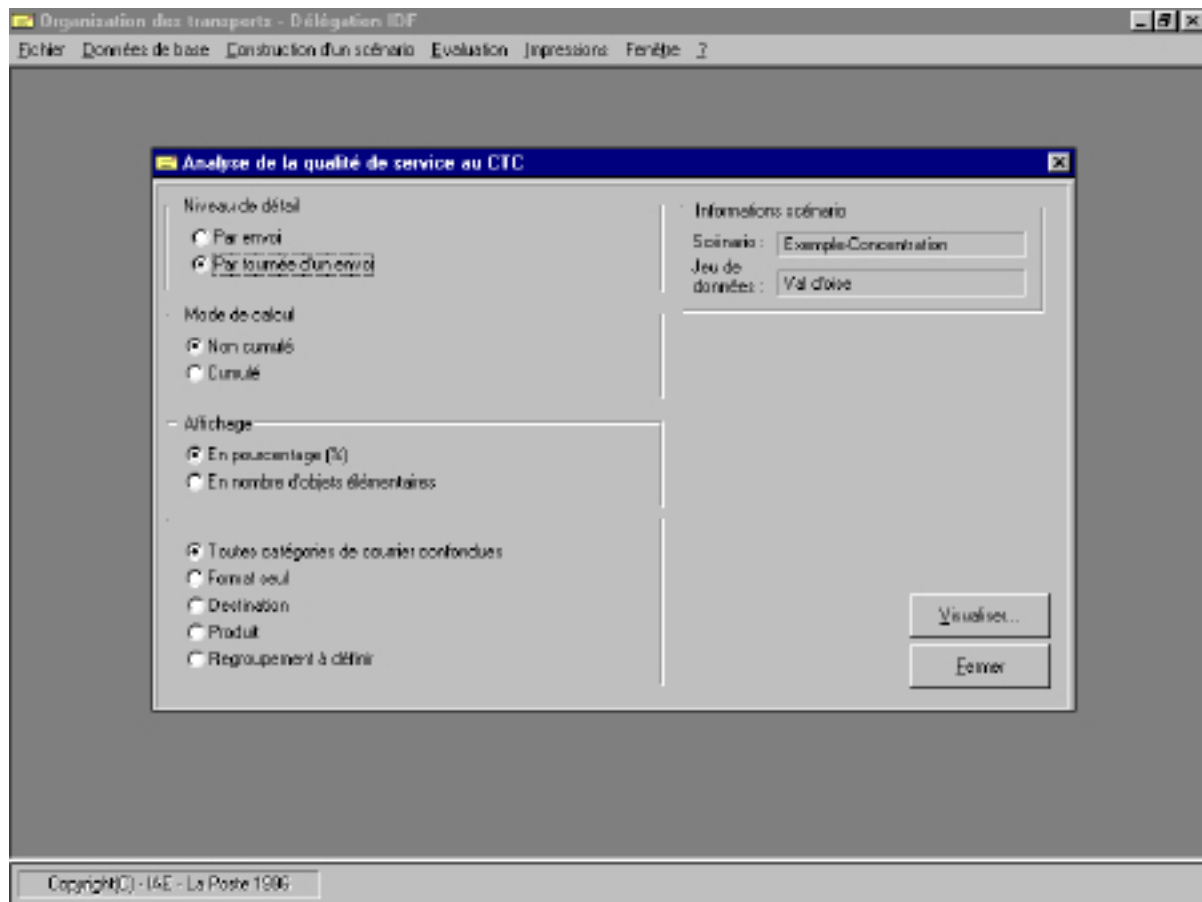 Organisation des transports - Délégation IDF
Fichier Données de base Construction d'un scénario Evaluation Impressions Fenêtre ?
Analyse de la qualité de service au CTC
Niveau de détail
Par envoi
Par tournée d'un envoi
Mode de calcul
Non cumulé
Cumulé
Affichage
En pourcentage (%)
En nombre d'objets élémentaires
Toutes catégories de courrier confondues
Format seul
Destination
Produit
Regroupement à définir
Informations scénario
Scénario : Exemple-Concentration
Jeu de
données : Val d'oise
Visualiser...
Fermer
Copyright(C) - I&E - La Poste 1996